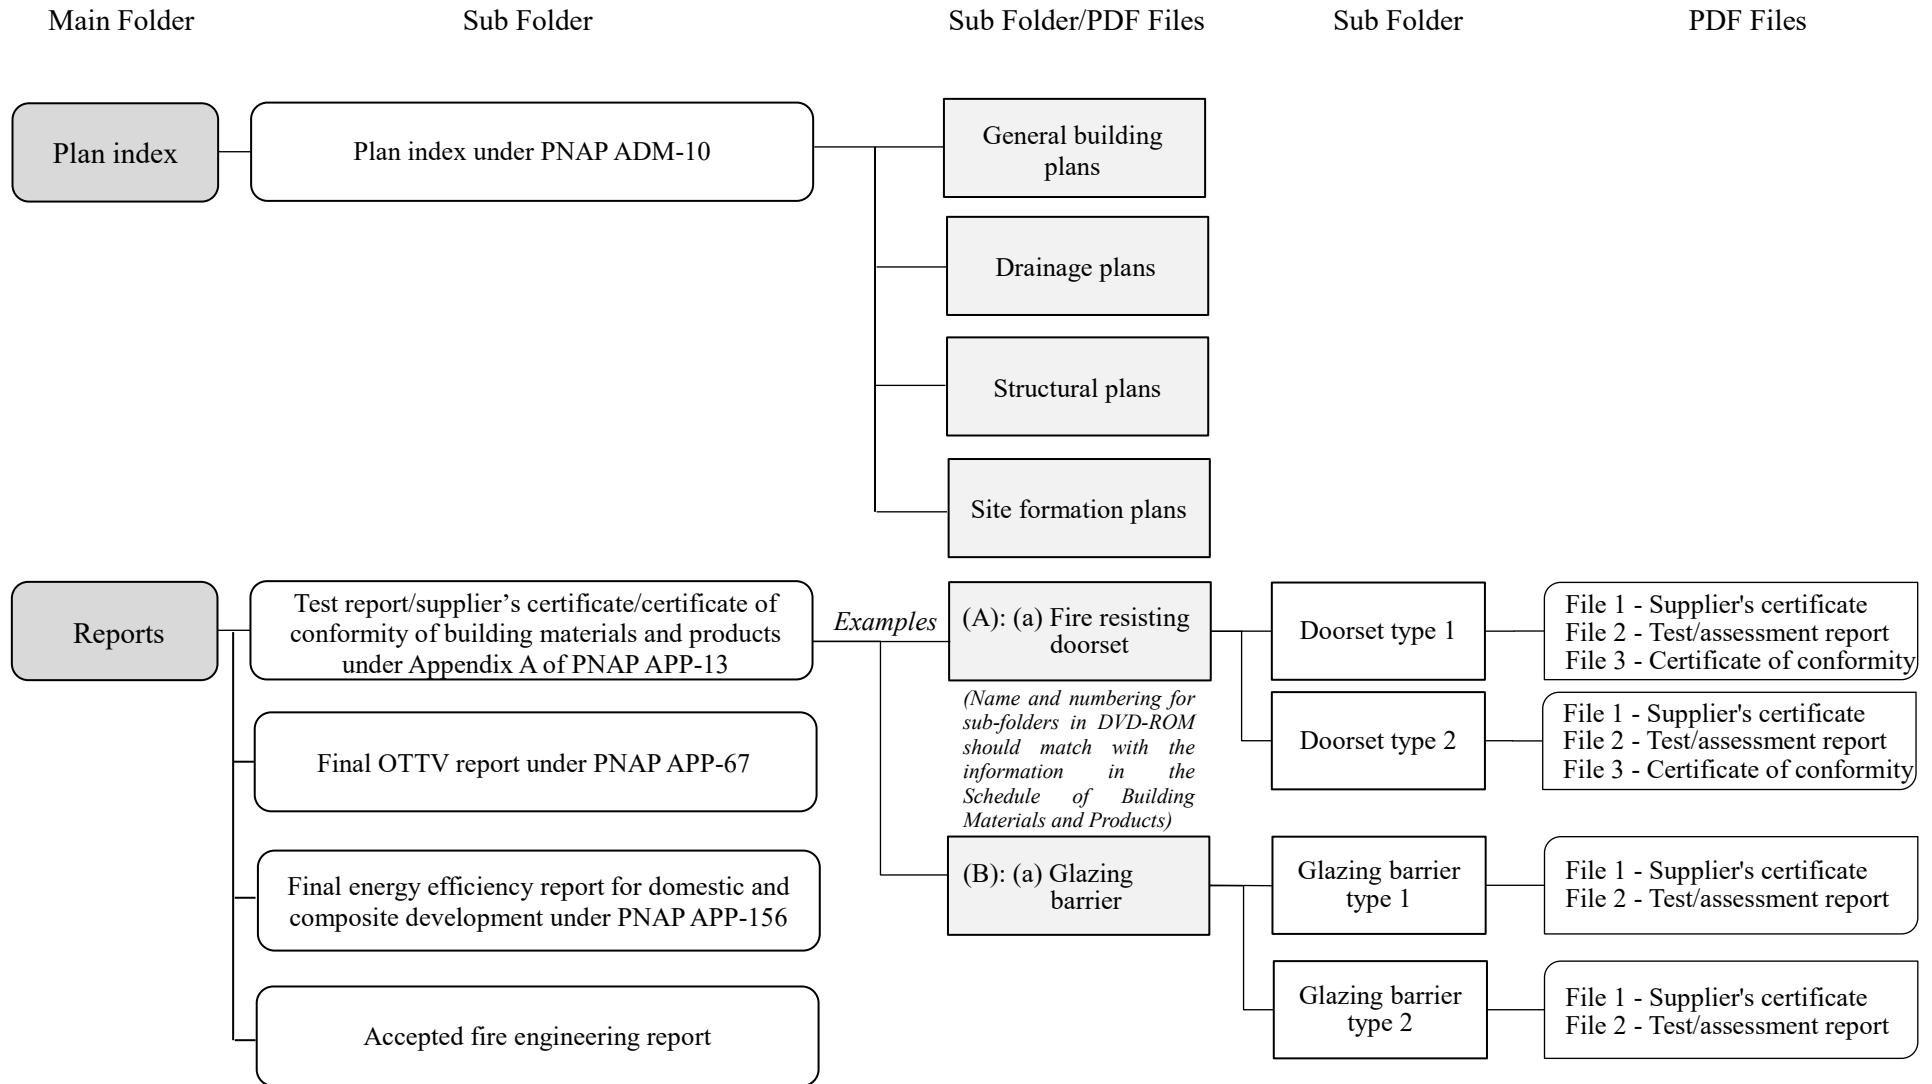 Main Folder
Sub Folder
Sub Folder/PDF Files
Sub Folder
PDF Files
Plan index
Plan index under PNAP ADM-10
General building
plans
Drainage plans
Structural plans
Site formation plans
Reports
Test report/supplier’s certificate/certificate of
conformity of building materials and products
under Appendix A of PNAP APP-13
Examples
(A): (a) Fire resisting
doorset
Doorset type 1
File 1 - Supplier's certificate
File 2 - Test/assessment report
File 3 - Certificate of conformity
(Name and numbering for
sub-folders in DVD-ROM
should match with the
information in the
Schedule of Building
Materials and Products)
Doorset type 2
File 1 - Supplier's certificate
File 2 - Test/assessment report
File 3 - Certificate of conformity
Final OTTV report under PNAP APP-67
Final energy efficiency report for domestic and
composite development under PNAP APP-156
(B): (a) Glazing
barrier
Glazing barrier
type 1
File 1 - Supplier's certificate
File 2 - Test/assessment report
Glazing barrier
type 2
File 1 - Supplier's certificate
File 2 - Test/assessment report
Accepted fire engineering report